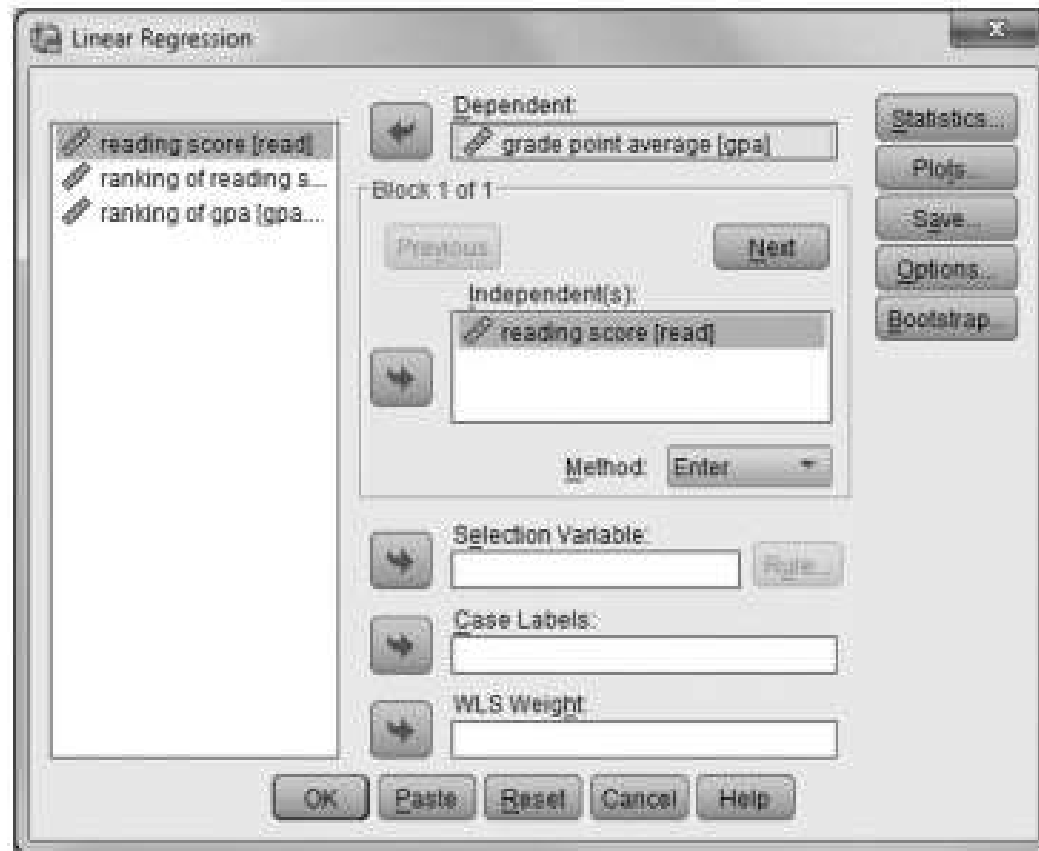 Linear Regression
reading score [read]
ranking of reading s...
ranking of gpa [gpa....
Dependent:
grade point average [gpa]
Block 1 of 1
Previous
Next
Independent(s):
reading score [read]
Method: Enter
Selection Variable:
Rule...
Case Labels:
WLS Weight:
Statistics...
Plots...
Save...
Options...
Bootstrap...
OK Paste Reset Cancel Help